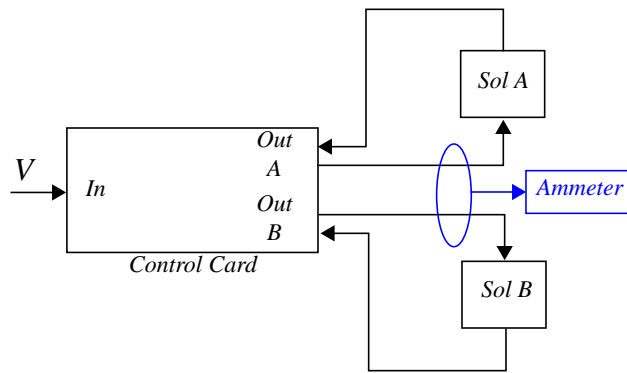 Sol A
Out
A
V
In
Ammeter
Out
B
Control Card
Sol B